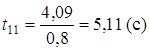 t₁₁ = 4,09 / 0,8 = 5,11 (с)